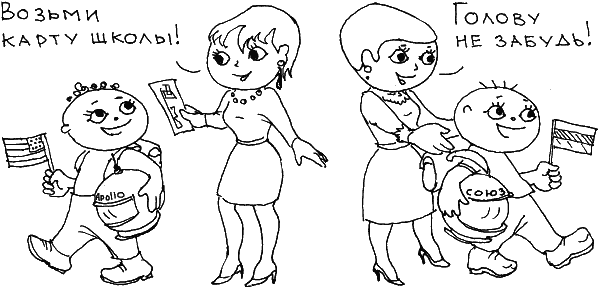 Возьми
карту школы!
Голову
не забудь!
Apollo
союз